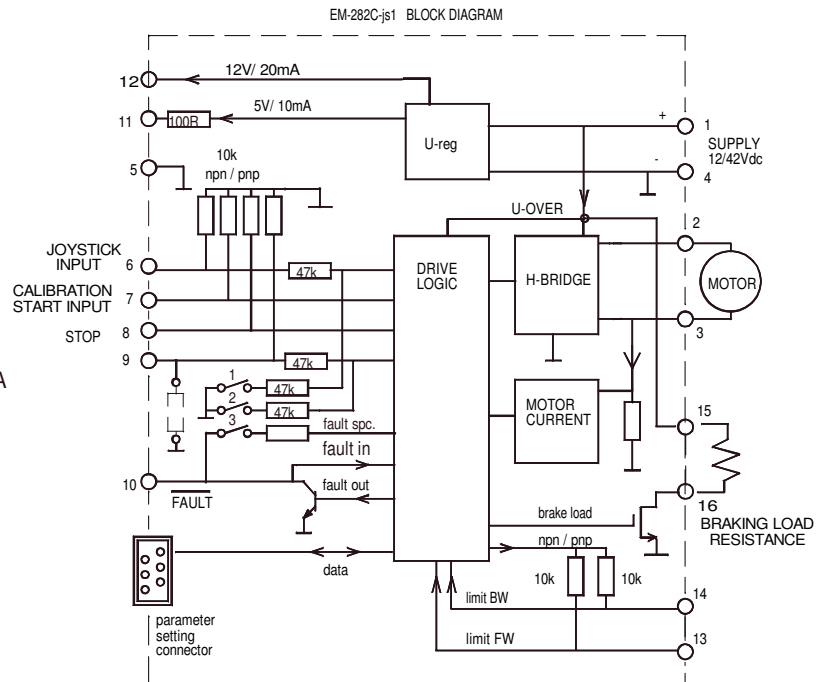 EM-282C-js1 BLOCK DIAGRAM
12
12V/ 20mA
11
100R
5V/ 10mA
U-reg
+
1
SUPPLY
12/42Vdc
-
4
5
10k
npn / pnp
U-OVER
2
JOYSTICK
INPUT
6
47k
DRIVE
LOGIC
H-BRIDGE
MOTOR
CALIBRATION
START INPUT
7
STOP
8
3
9
47k
A
1
47k
2
47k
3
fault spc.
MOTOR
CURRENT
15
fault in
10
FAULT
fault out
16
BRAKING LOAD
RESISTANCE
brake load
npn / pnp
data
10k
10k
limit BW
14
limit FW
13
parameter
setting
connector